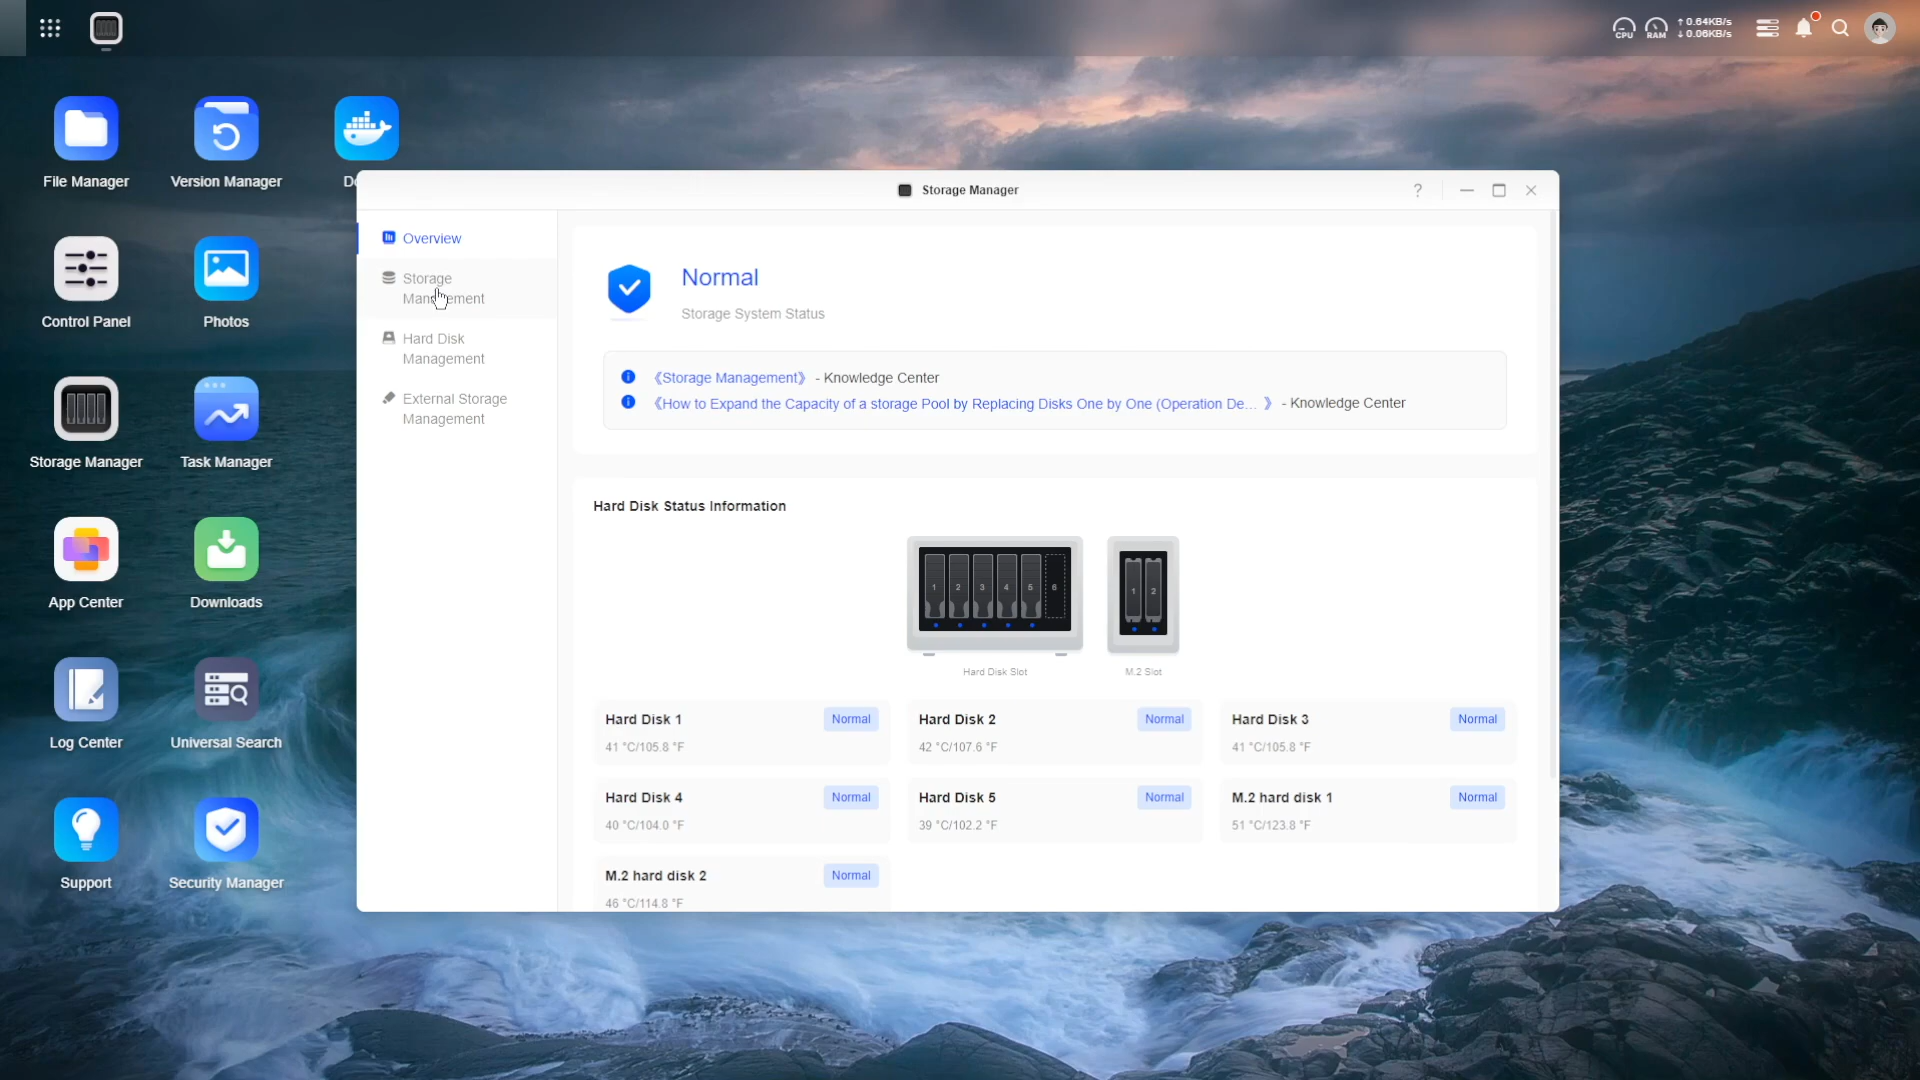 CPU
RAM
↑ 0.64KB/s
↓ 0.06KB/s
File Manager
Version Manager
Do
Control Panel
Photos
Storage Manager
Task Manager
App Center
Downloads
Log Center
Universal Search
Support
Security Manager
Storage Manager
?
Overview
Storage
Management
Hard Disk
Management
External Storage
Management
Normal
Storage System Status
《Storage Management》 - Knowledge Center
《How to Expand the Capacity of a storage Pool by Replacing Disks One by One (Operation De... 》 - Knowledge Center
Hard Disk Status Information
1 2 3 4 5 6
1 2
Hard Disk Slot
M.2 Slot
Hard Disk 1 Normal
41 °C/105.8 °F
Hard Disk 2 Normal
42 °C/107.6 °F
Hard Disk 3 Normal
41 °C/105.8 °F
Hard Disk 4 Normal
40 °C/104.0 °F
Hard Disk 5 Normal
39 °C/102.2 °F
M.2 hard disk 1 Normal
51 °C/123.8 °F
M.2 hard disk 2 Normal
46 °C/114.8 °F